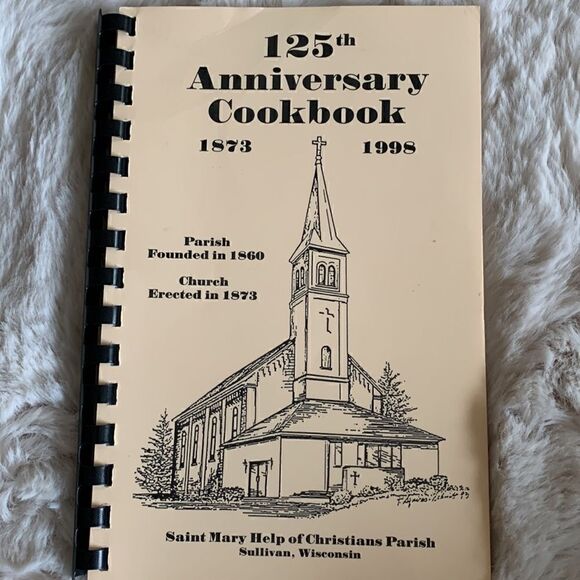 125th
Anniversary
Cookbook
1873 1998
Parish
Founded in 1860
Church
Erected in 1873
Saint Mary Help of Christians Parish
Sullivan, Wisconsin